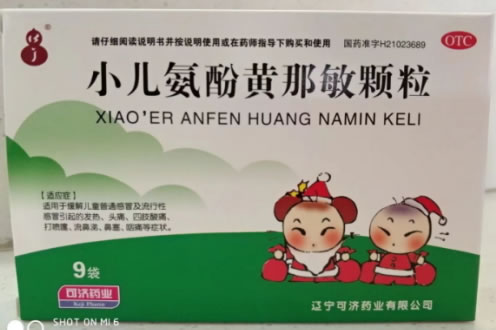 请仔细阅读说明书并按说明使用或在药师指导下购买和使用
国药准字H21023689
OTC
小儿氨酚黄那敏颗粒
XIAO'ER ANFEN HUANG NAMIN KELI
【适应症】
适用于缓解儿童普通感冒及流行性
感冒引起的发热、头痛、四肢酸痛、
打喷嚏、流鼻涕、鼻塞、咽痛等症状。
9袋
可济药业
Keji Pharm
辽宁可济药业有限公司
SHOT ON MI 6